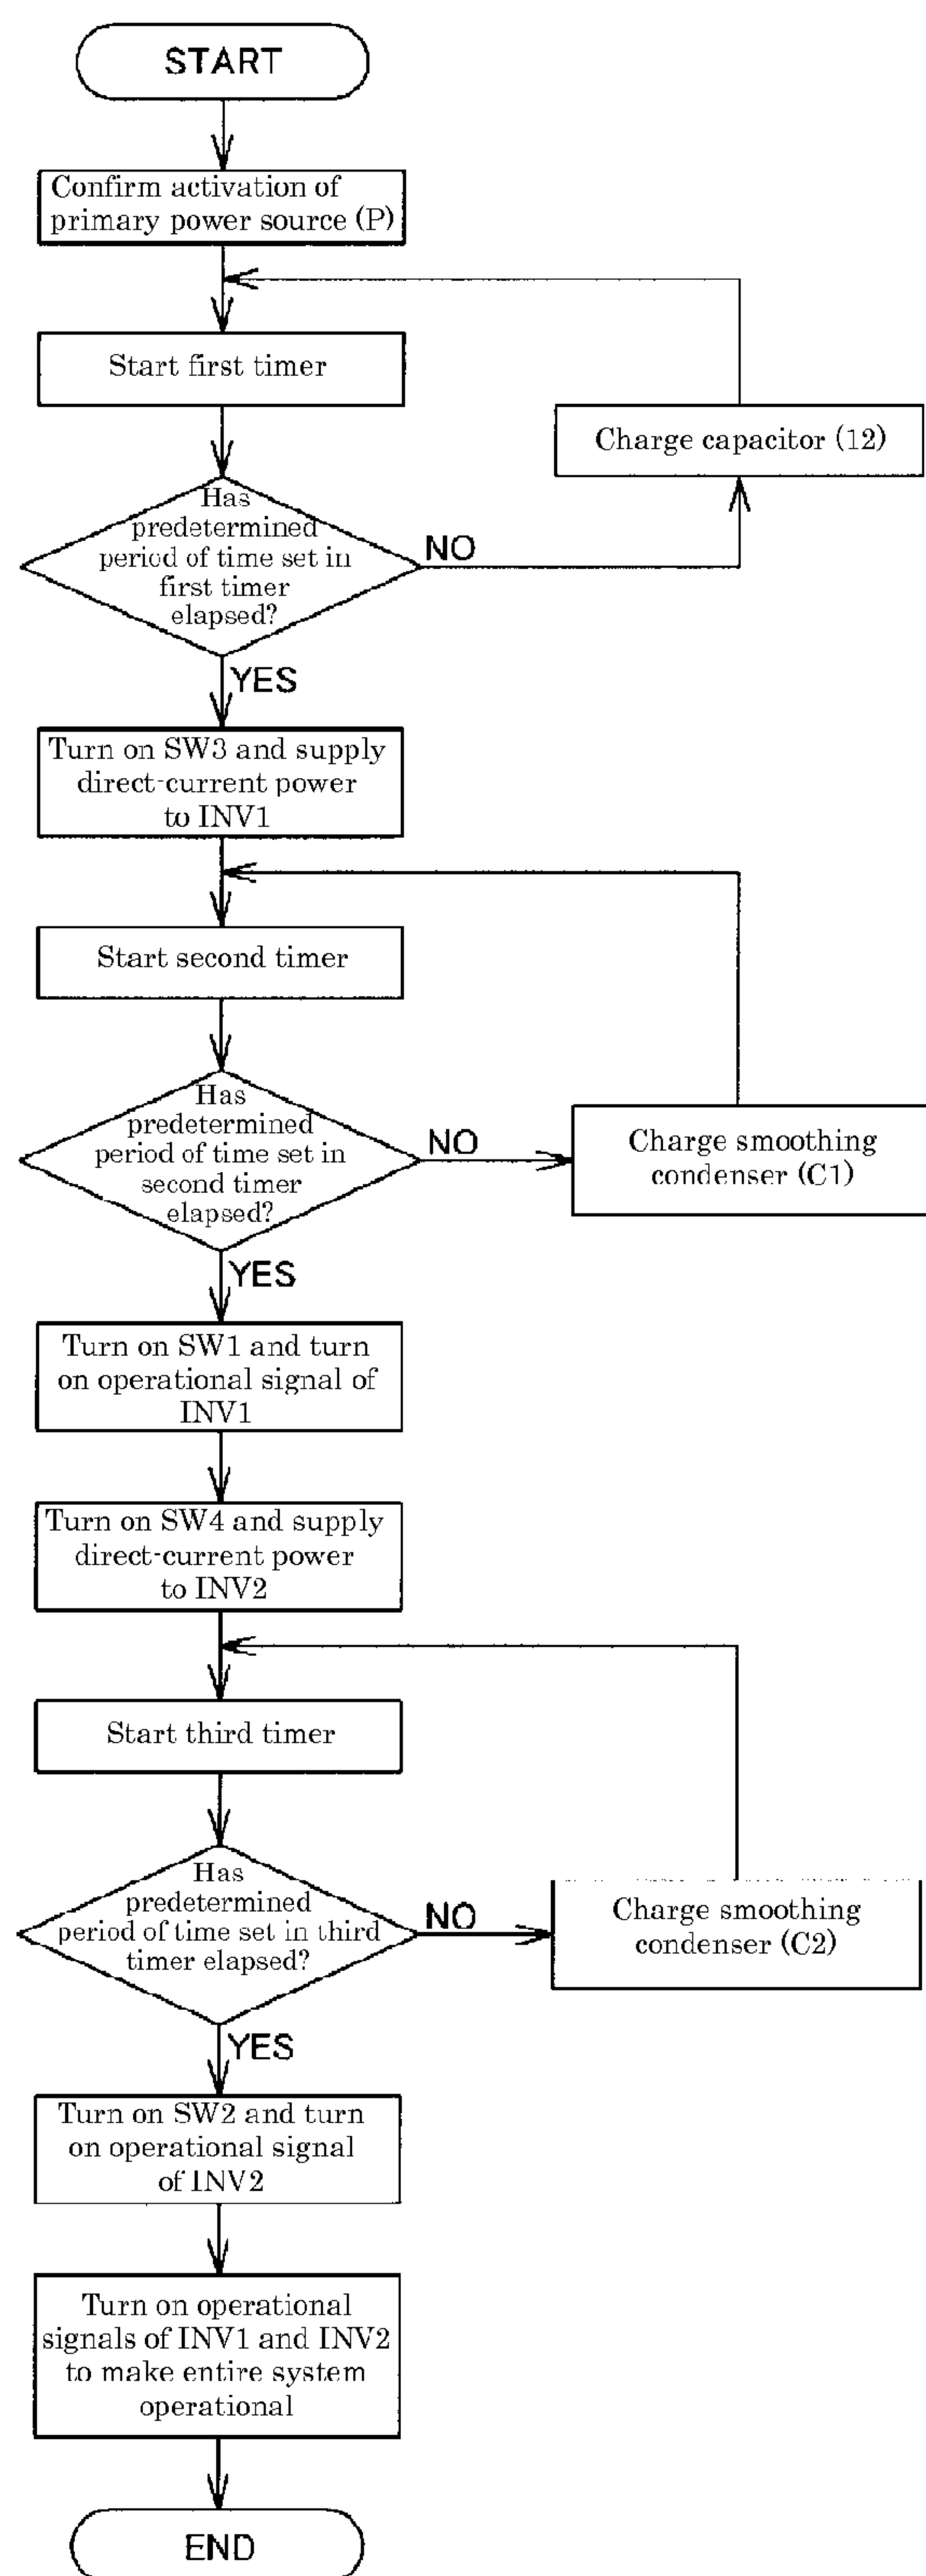 START
Confirm activation of
primary power source (P)
Start first timer
Charge capacitor (12)
Has
predetermined
period of time set in
first timer
elapsed?
NO
YES
Turn on SW3 and supply
direct-current power
to INV1
Start second timer
Has
predetermined
period of time set in
second timer
elapsed?
NO
Charge smoothing
condenser (C1)
YES
Turn on SW1 and turn
on operational signal of
INV1
Turn on SW4 and supply
direct-current power
to INV2
Start third timer
Has
predetermined
period of time set in third
timer elapsed?
NO
Charge smoothing
condenser (C2)
YES
Turn on SW2 and turn
on operational signal
of INV2
Turn on operational
signals of INV1 and INV2
to make entire system
operational
END